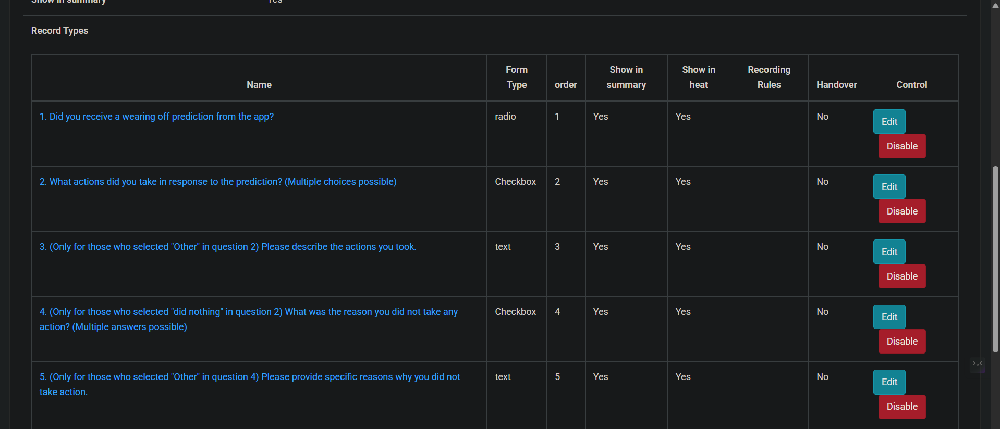 Show in summary Yes
Record Types
Name Form Type order Show in summary Show in heat Recording Rules Handover Control
1. Did you receive a wearing off prediction from the app? radio 1 Yes Yes No Edit
Disable
2. What actions did you take in response to the prediction? (Multiple choices possible) Checkbox 2 Yes Yes No Edit
Disable
3. (Only for those who selected "Other" in question 2) Please describe the actions you took. text 3 Yes Yes No Edit
Disable
4. (Only for those who selected "did nothing" in question 2) What was the reason you did not take any Checkbox 4 Yes Yes No Edit
action? (Multiple answers possible)
Disable
5. (Only for those who selected "Other" in question 4) Please provide specific reasons why you did not text 5 Yes Yes No Edit
take action.
Disable